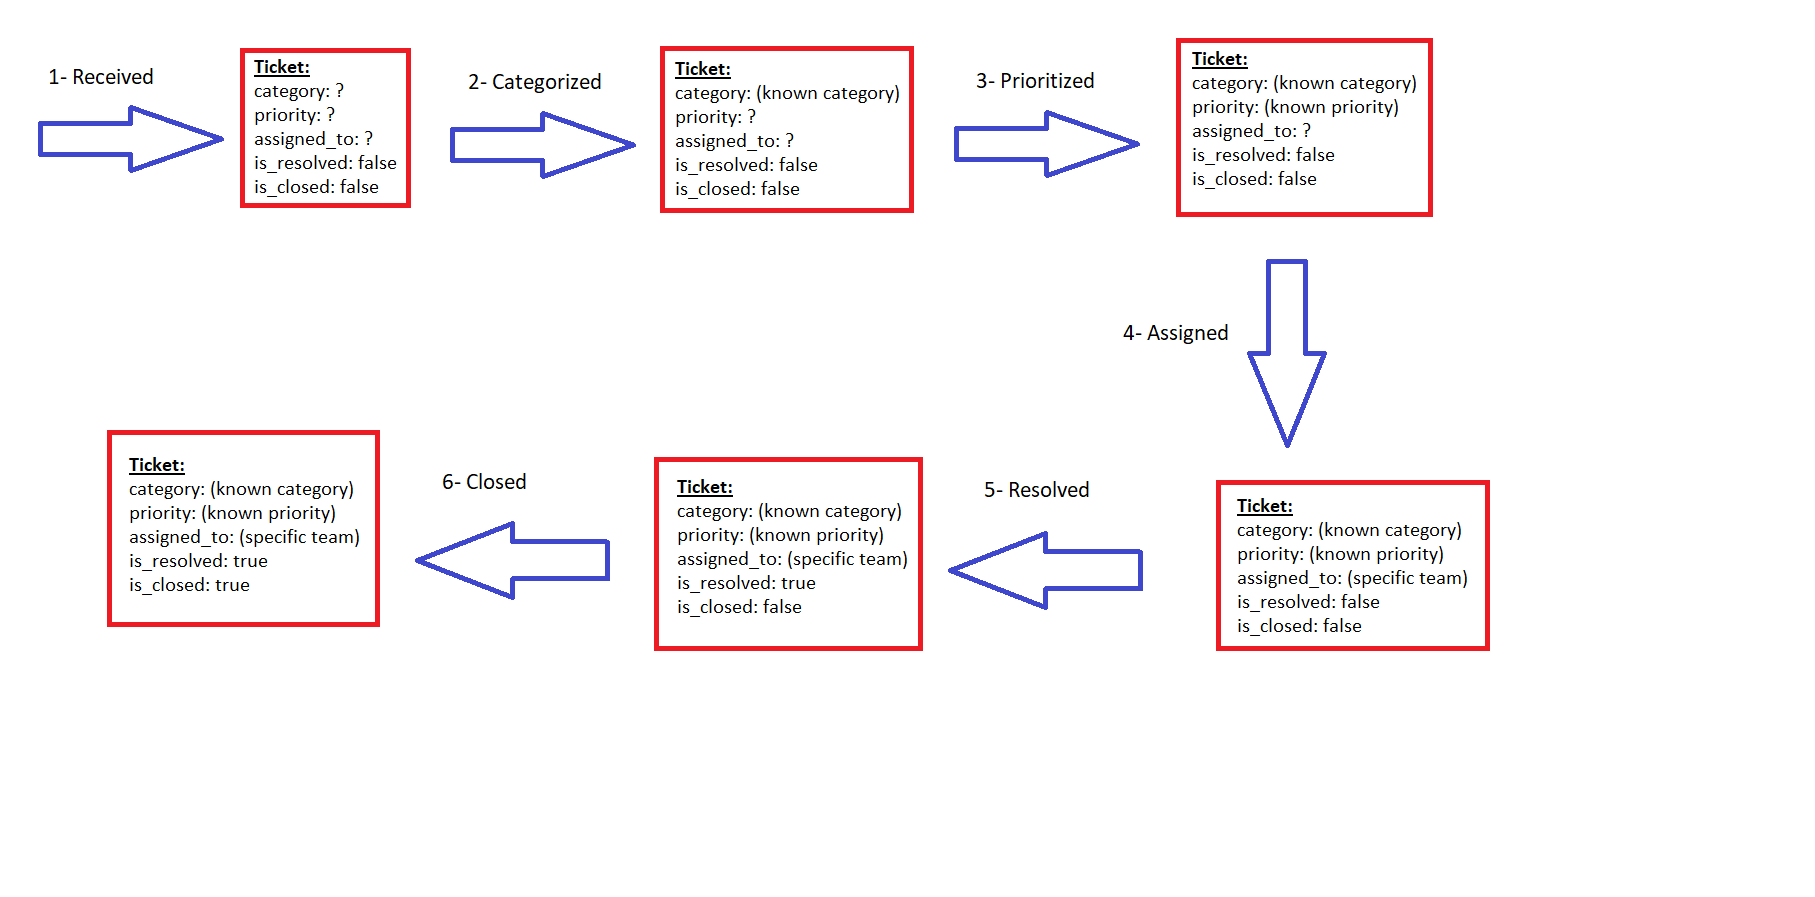 1- Received
Ticket:
category: ?
priority: ?
assigned_to: ?
is_resolved: false
is_closed: false
2- Categorized
Ticket:
category: (known category)
priority: ?
assigned_to: ?
is_resolved: false
is_closed: false
3- Prioritized
Ticket:
category: (known category)
priority: (known priority)
assigned_to: ?
is_resolved: false
is_closed: false
4- Assigned
Ticket:
category: (known category)
priority: (known priority)
assigned_to: (specific team)
is_resolved: false
is_closed: false
5- Resolved
Ticket:
category: (known category)
priority: (known priority)
assigned_to: (specific team)
is_resolved: true
is_closed: false
6- Closed
Ticket:
category: (known category)
priority: (known priority)
assigned_to: (specific team)
is_resolved: true
is_closed: true